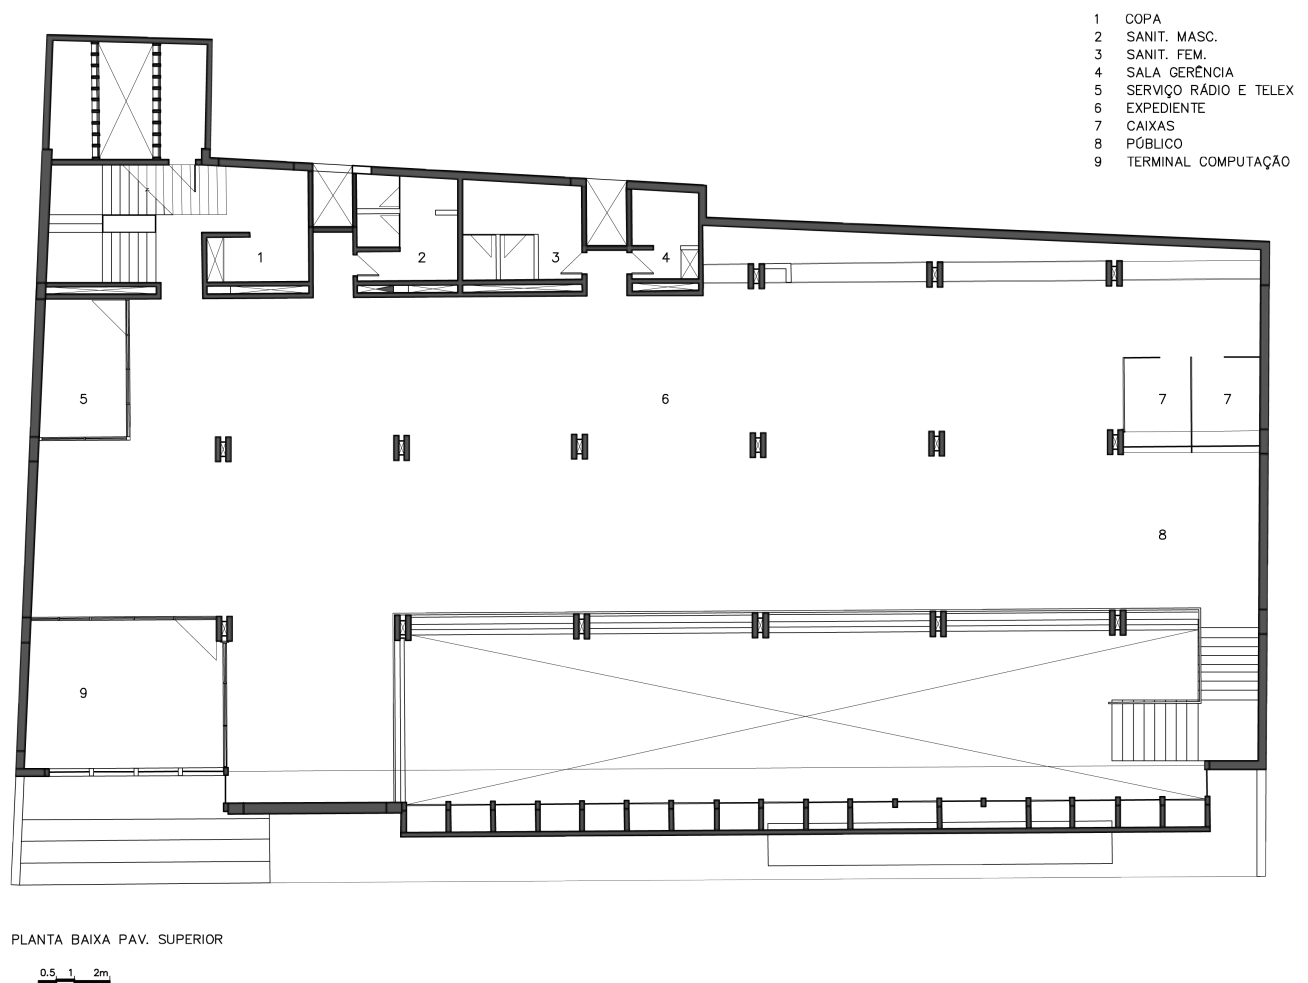 1 COPA
2 SANIT. MASC.
3 SANIT. FEM.
4 SALA GERÊNCIA
5 SERVIÇO RÁDIO E TELEX
6 EXPEDIENTE
7 CAIXAS
8 PÚBLICO
9 TERMINAL COMPUTAÇÃO
1 2 3 4
5 6 7 7
8
9
PLANTA BAIXA PAV. SUPERIOR
0.5 1 2m